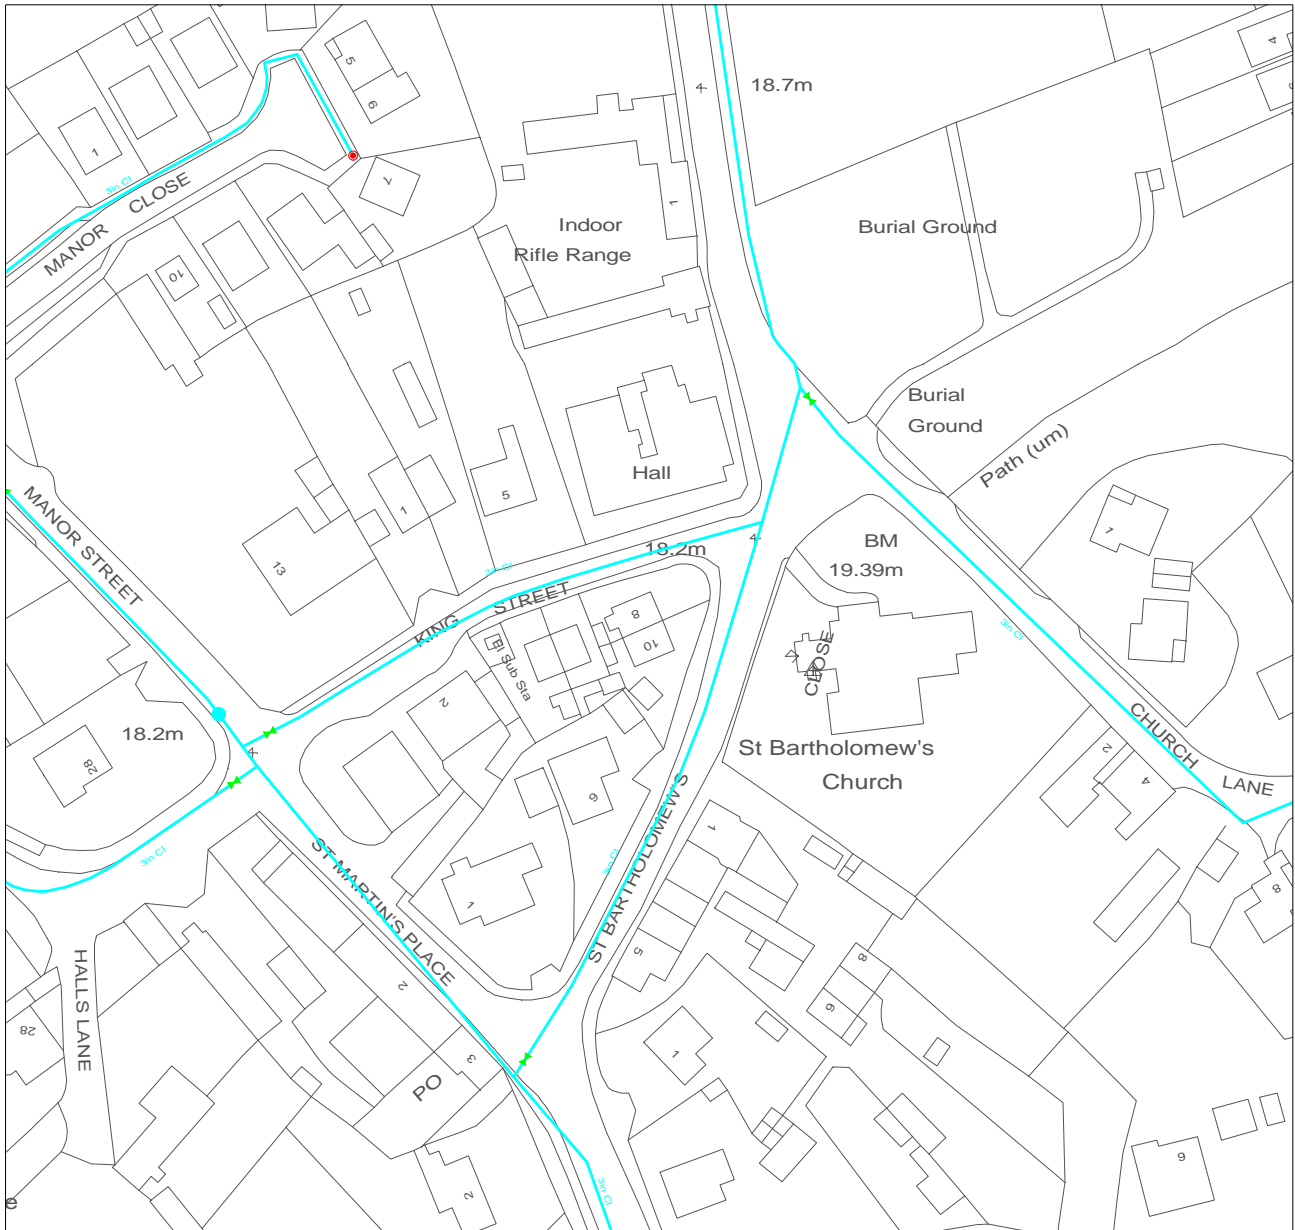 4
5
18.7m
6
1
3in CI
MANOR CLOSE
7
1
Indoor
Rifle Range
Burial Ground
10
Burial
Ground
Path (um)
Hall
MANOR STREET
5
1
1
BM
19.39m
18.2m
13
3in CI
KING STREET
8
10
El Sub Sta
3in CI
CLOSE
2
18.2m
28
St Bartholomew's
Church
CHURCH LANE
2
4
9
1
3in CI
ST MARTIN'S PLACE
3in CI
ST BARTHOLOMEW'S
8
1
5
8
9
HALLS LANE
2
28
1
3
PO
2
9
3in CI